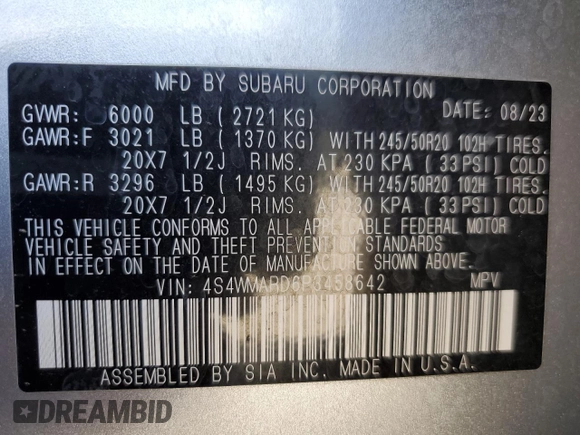 MFD BY SUBARU CORPORATION
GVWR: 6000 LB ( 2721 KG) DATE: 08/23
GAWR:F 3021 LB ( 1370 KG) WITH 245/50R20 102H TIRES.
20X7 1/2J RIMS. AT 230 KPA ( 33 PSI) COLD
GAWR:R 3296 LB ( 1495 KG) WITH 245/50R20 102H TIRES.
20X7 1/2J RIMS. AT 230 KPA ( 33 PSI) COLD
THIS VEHICLE CONFORMS TO ALL APPLICABLE FEDERAL MOTOR
VEHICLE SAFETY AND THEFT PREVENTION STANDARDS
IN EFFECT ON THE DATE OF MANUFACTURE SHOWN ABOVE.
VIN: 4S4WMARD6P3458642 MPV
ASSEMBLED BY SIA INC. MADE IN U.S.A.
DREAMBID